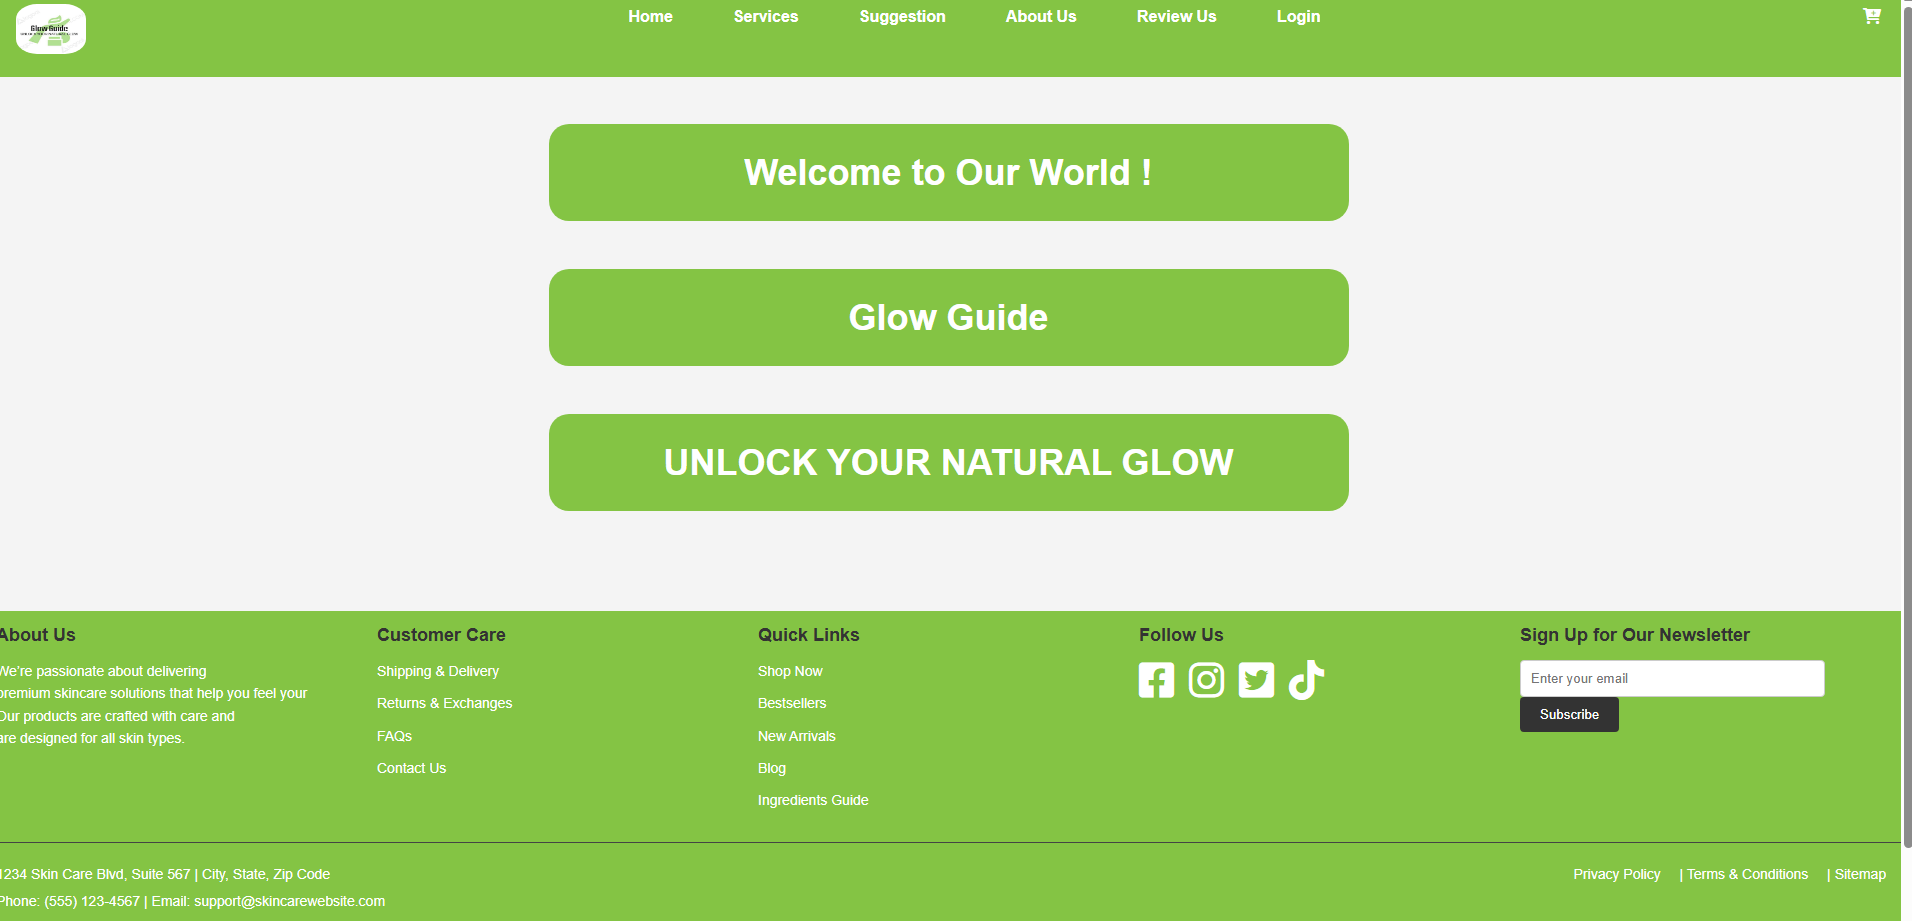 Glow Guide
Home Services Suggestion About Us Review Us Login
Welcome to Our World !
Glow Guide
UNLOCK YOUR NATURAL GLOW
About Us
We're passionate about delivering
premium skincare solutions that help you feel your
Our products are crafted with care and
are designed for all skin types.
Customer Care
Shipping & Delivery
Returns & Exchanges
FAQs
Contact Us
Quick Links
Shop Now
Bestsellers
New Arrivals
Blog
Ingredients Guide
Follow Us
Sign Up for Our Newsletter
Enter your email
Subscribe
1234 Skin Care Blvd, Suite 567 | City, State, Zip Code
Phone: (555) 123-4567 | Email: support@skincarewebsite.com
Privacy Policy | Terms & Conditions | Sitemap